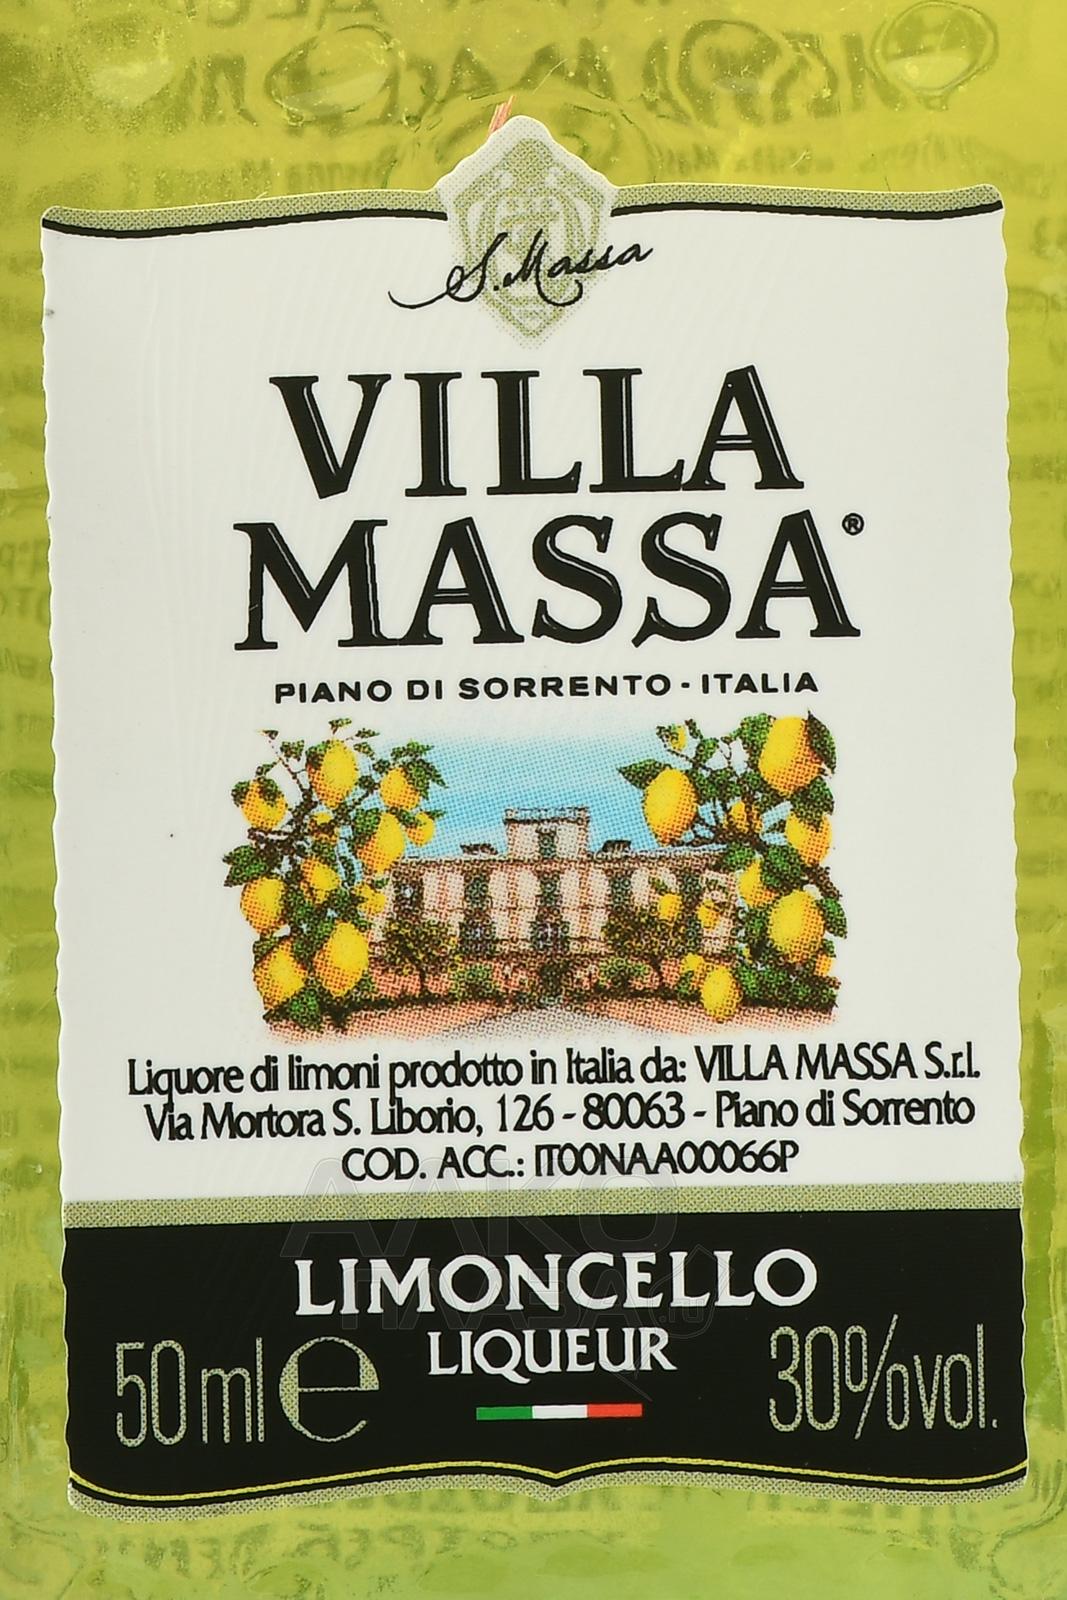 S. Massa
VILLA
MASSA®
PIANO DI SORRENTO - ITALIA
Liquore di limoni prodotto in Italia da: VILLA MASSA S.r.l.
Via Mortora S. Liborio, 126 - 80063 - Piano di Sorrento
COD. ACC.: IT00NAA00066P
LIMONCELLO
LIQUEUR
50 ml e 30%vol.